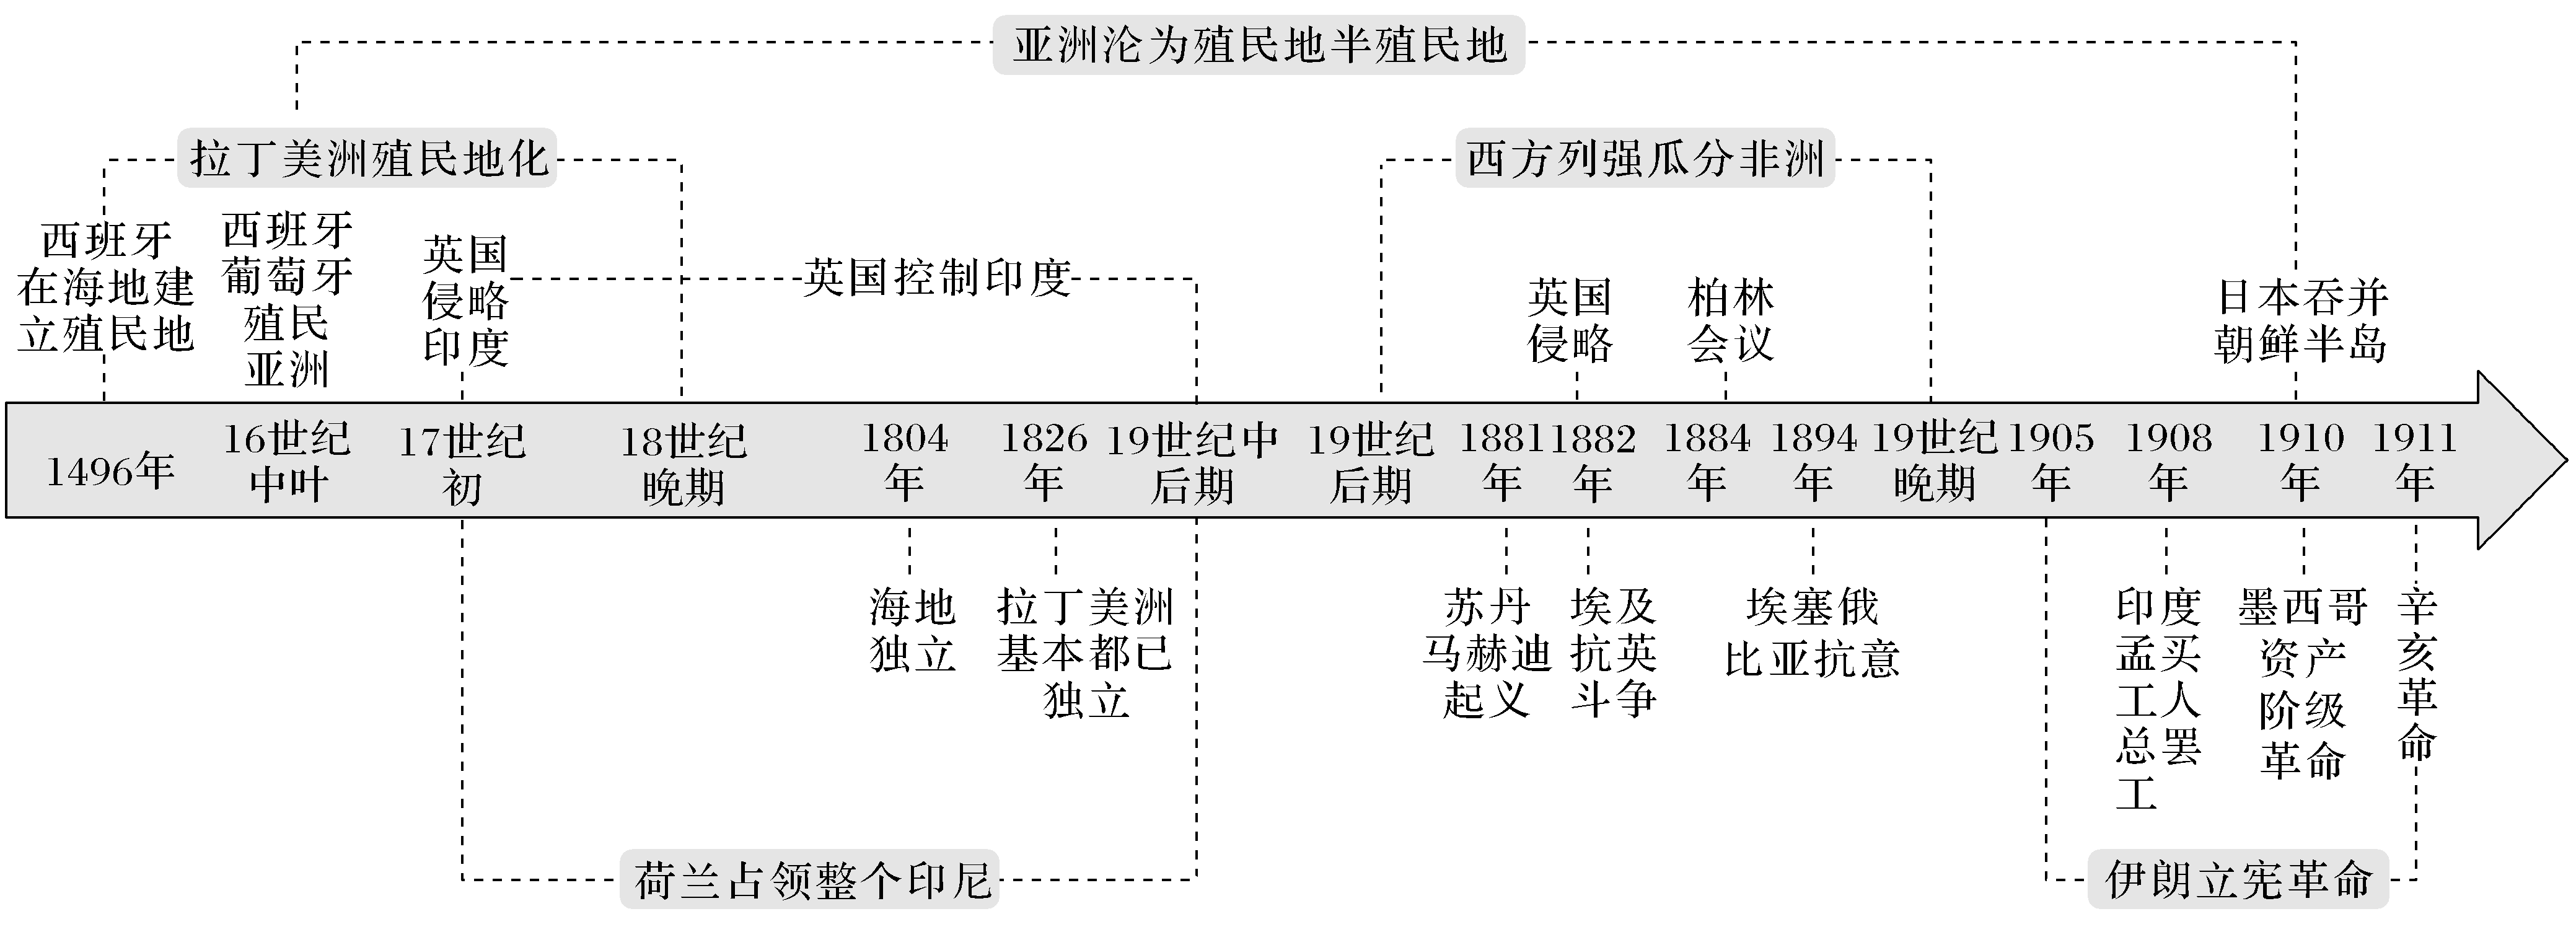 亚洲沦为殖民地半殖民地
拉丁美洲殖民地化
西方列强瓜分非洲
西班牙
在海地建
立殖民地
西班牙
葡萄牙
殖民
亚洲
英国
侵略
印度
英国控制印度
英国
侵略
柏林
会议
日本吞并
朝鲜半岛
1496年
16世纪
中叶
17世纪
初
18世纪
晚期
1804
年
1826
年
19世纪中
后期
19世纪
后期
1881
年
1882
年
1884
年
1894
年
19世纪
晚期
1905
年
1908
年
1910
年
1911
年
海地
独立
拉丁美洲
基本都已
独立
苏丹
马赫迪
起义
埃及
抗英
斗争
埃塞俄
比亚抗意
印度
孟买
工人
总罢
工
墨西哥
资产
阶级
革命
辛
亥
革
命
荷兰占领整个印尼
伊朗立宪革命